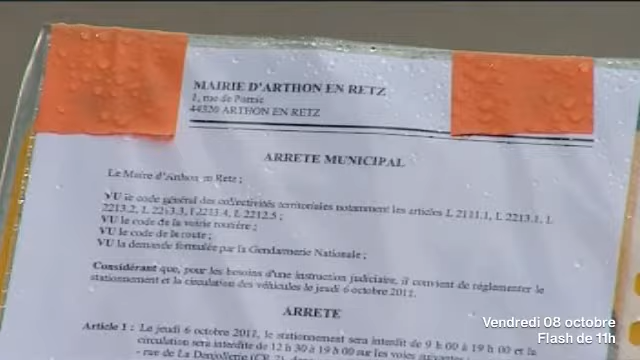 MAIRIE D'ARTHON EN RETZ
1, rue de Pornic
44320 ARTHON EN RETZ
ARRETE MUNICIPAL
Le Maire d'Arthon en Retz ;
VU le code général des collectivités territoriales notamment les articles L 2111.1, L 2213.1, L
2213.2, L 2213.3, L 2213.4, L 2212.5 ;
VU le code de la voirie routière ;
VU le code de la route ;
VU la demande formulée par la Gendarmerie Nationale ;
Considérant que, pour les besoins d'une instruction judiciaire, il convient de réglementer le
stationnement et la circulation des véhicules le jeudi 6 octobre 2011.
ARRETE
Article 1 : Le jeudi 6 octobre 2011, le stationnement sera interdit de 9 h 00 à 19 h 00 et la
circulation sera interdite de 12 h 30 à 19 h 00 sur les voies
- rue de La
Vendredi 08 octobre
Flash de 11h